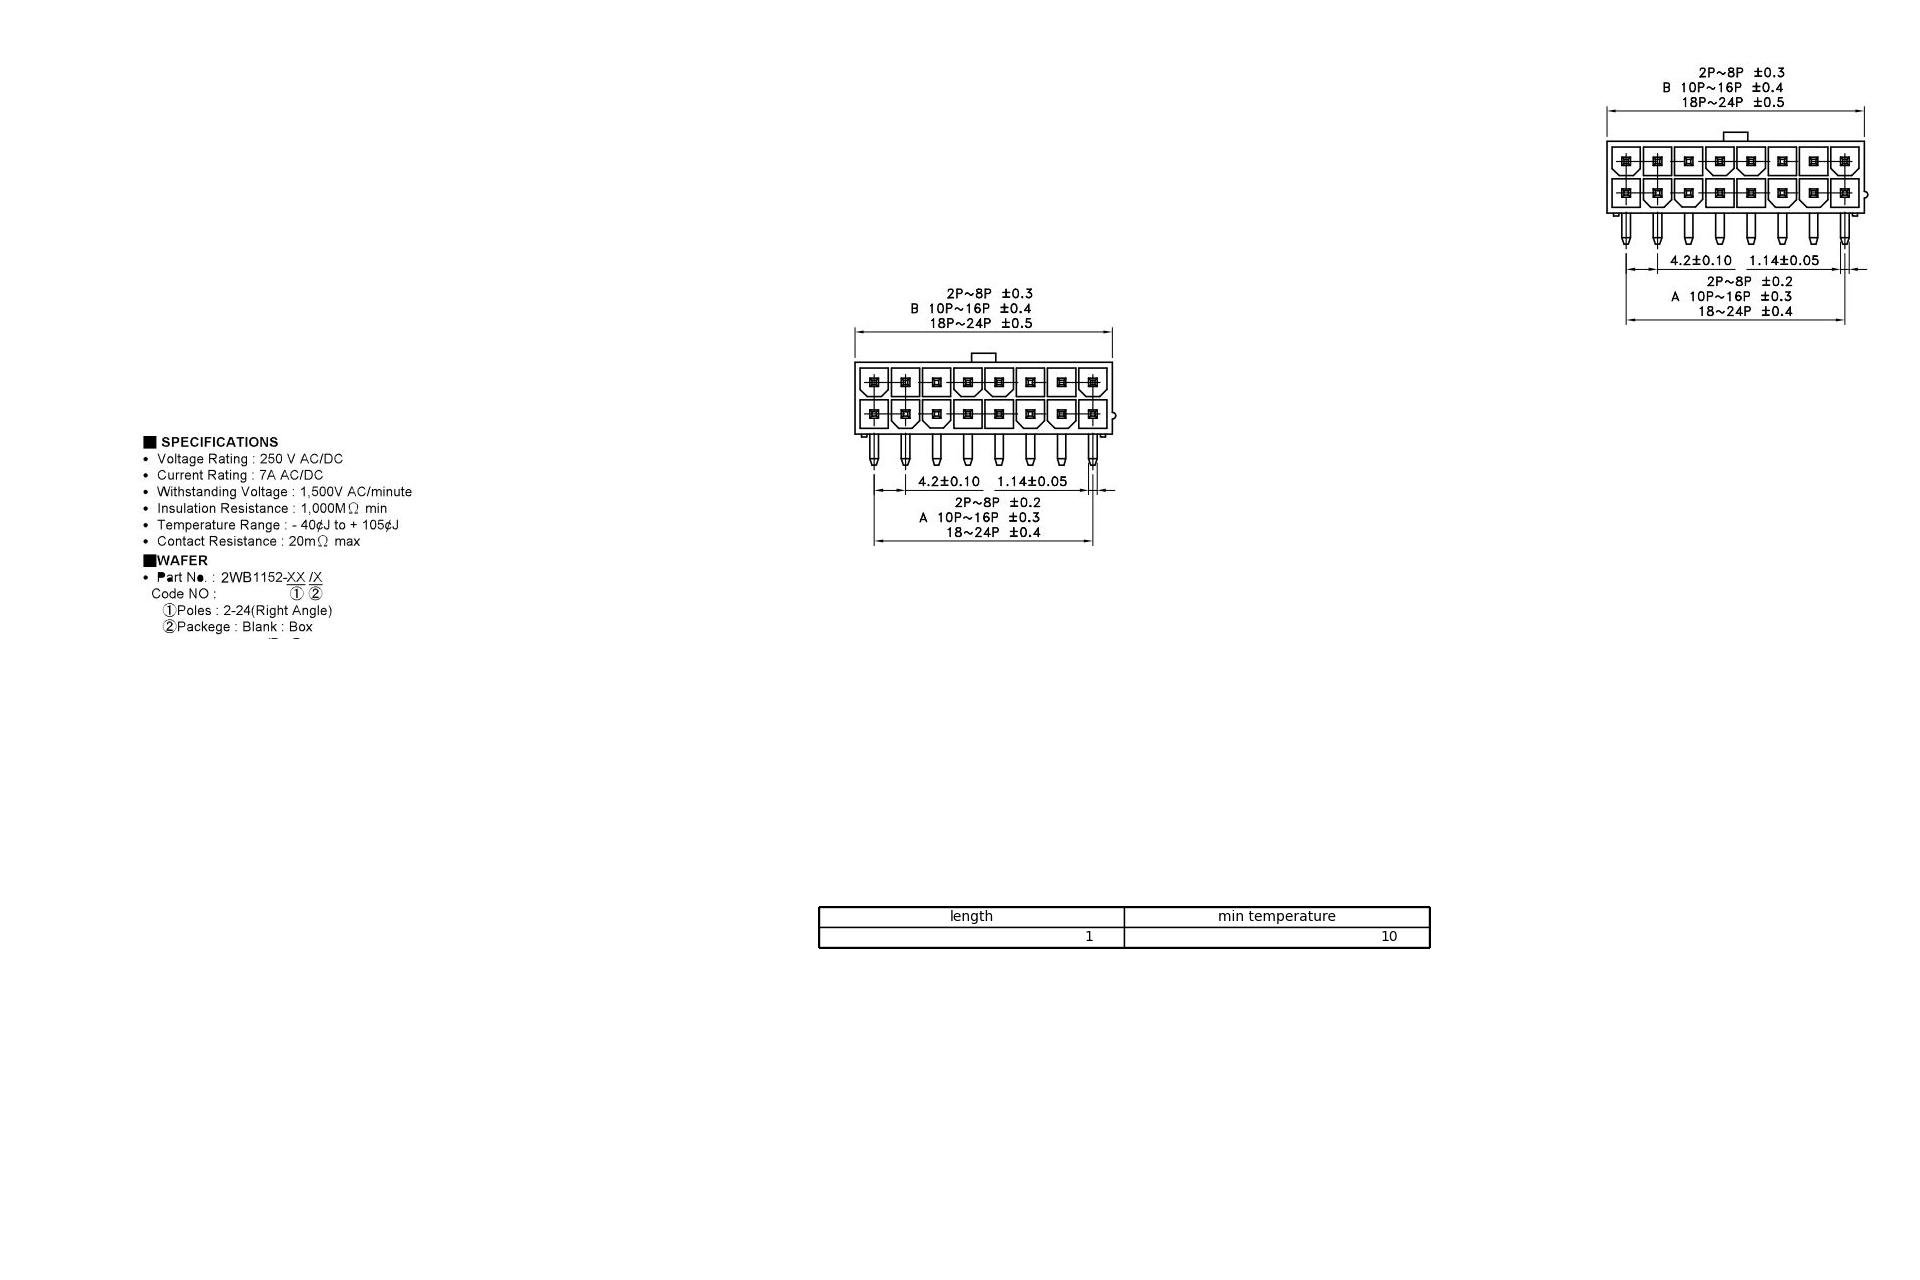 2P~8P ±0.3
B 10P~16P ±0.4
18P~24P ±0.5
4.2±0.10 1.14±0.05
2P~8P ±0.2
A 10P~16P ±0.3
18~24P ±0.4
2P~8P ±0.3
B 10P~16P ±0.4
18P~24P ±0.5
4.2±0.10 1.14±0.05
2P~8P ±0.2
A 10P~16P ±0.3
18~24P ±0.4
■ SPECIFICATIONS
• Voltage Rating : 250 V AC/DC
• Current Rating : 7A AC/DC
• Withstanding Voltage : 1,500V AC/minute
• Insulation Resistance : 1,000MΩ min
• Temperature Range : - 40¢J to + 105¢J
• Contact Resistance : 20mΩ max
■WAFER
• Part No. : 2WB1152-XX /X
Code NO : ① ②
①Poles : 2-24(Right Angle)
②Packege : Blank : Box
length min temperature
1 10